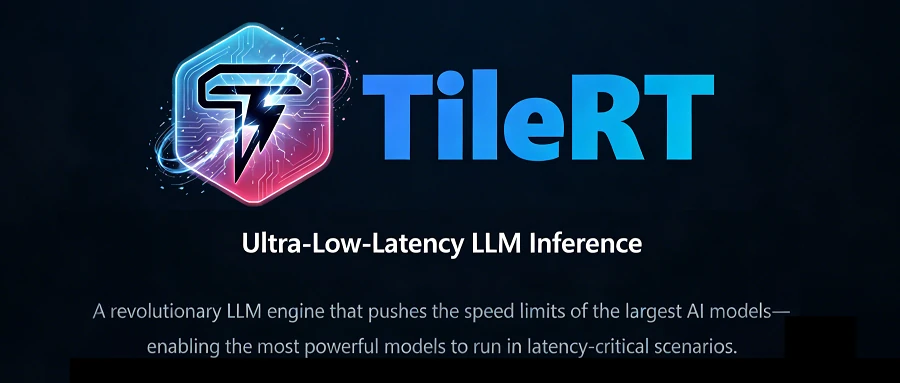 TileRT
Ultra-Low-Latency LLM Inference
A revolutionary LLM engine that pushes the speed limits of the largest AI models—
enabling the most powerful models to run in latency-critical scenarios.